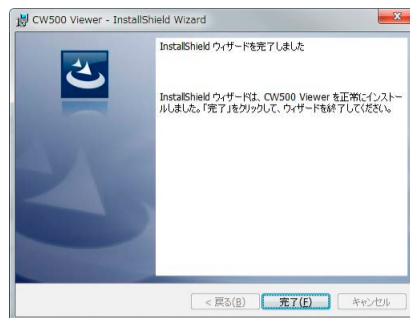 CW500 Viewer - InstallShield Wizard
InstallShield ウィザードを完了しました
InstallShield ウィザードは、CW500 Viewer を正常にインストー
ルしました。「完了」をクリックして、ウィザードを終了してください。
< 戻る(B)
完了(F)
キャンセル